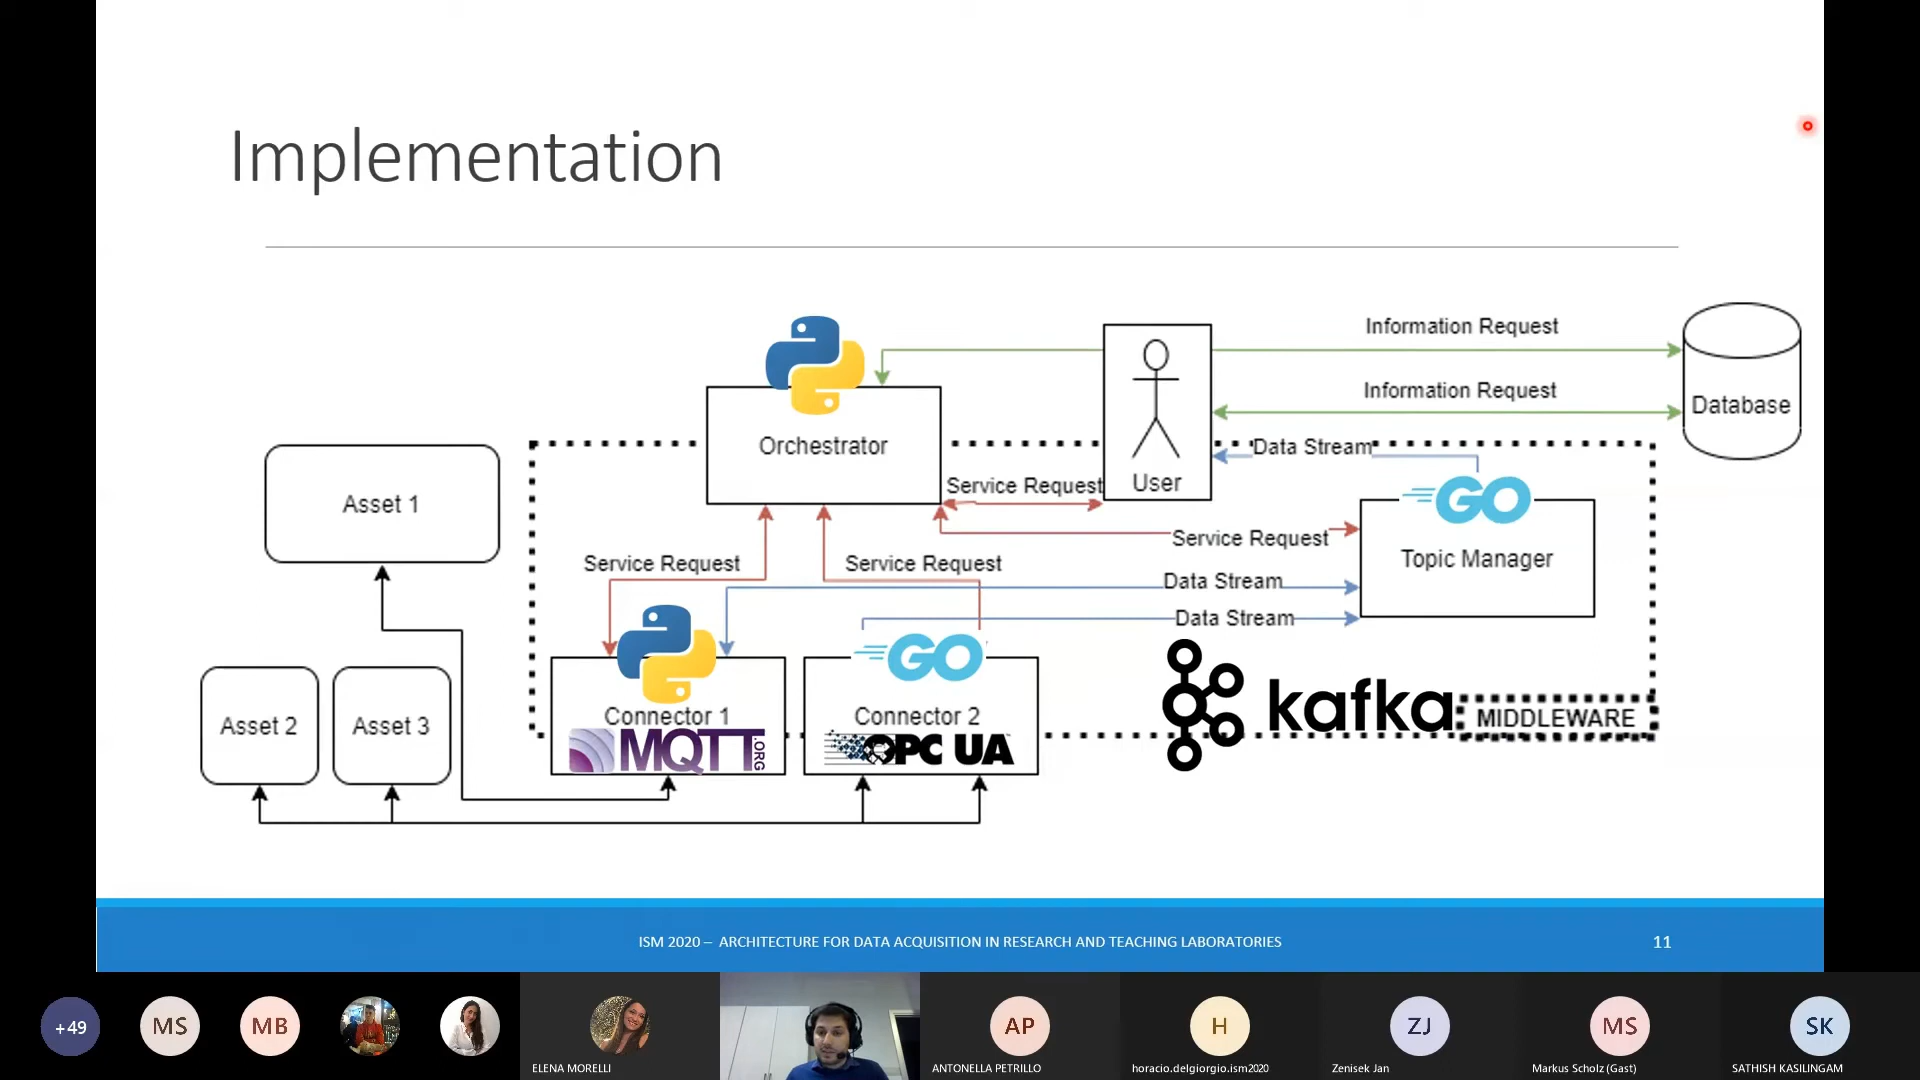 Implementation
Information Request
Information Request
Database
Orchestrator
User
Data Stream
Service Request
GO
Asset 1
Service Request
Topic Manager
Service Request
Service Request
Data Stream
Data Stream
GO
Asset 2
Asset 3
Connector 1
MQTT.ORG
Connector 2
OPC UA
kafka
MIDDLEWARE
ISM 2020 – ARCHITECTURE FOR DATA ACQUISITION IN RESEARCH AND TEACHING LABORATORIES
11
+49
MS
MB
ELENA MORELLI
AP
ANTONELLA PETRILLO
H
horacio.delgiorgio.ism2020
ZJ
Zenisek Jan
MS
Markus Scholz (Gast)
SK
SATHISH KASILINGAM